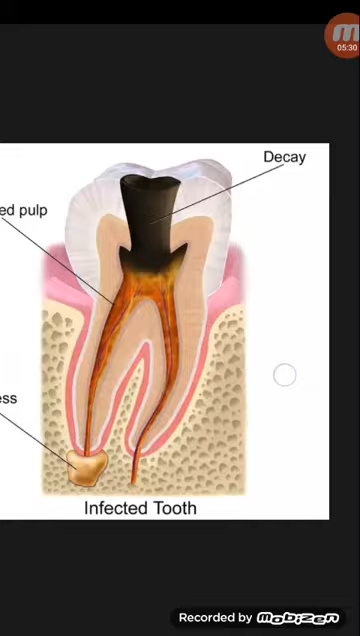 05:30
Decay
ed pulp
ess
Infected Tooth
Recorded by Mobizen